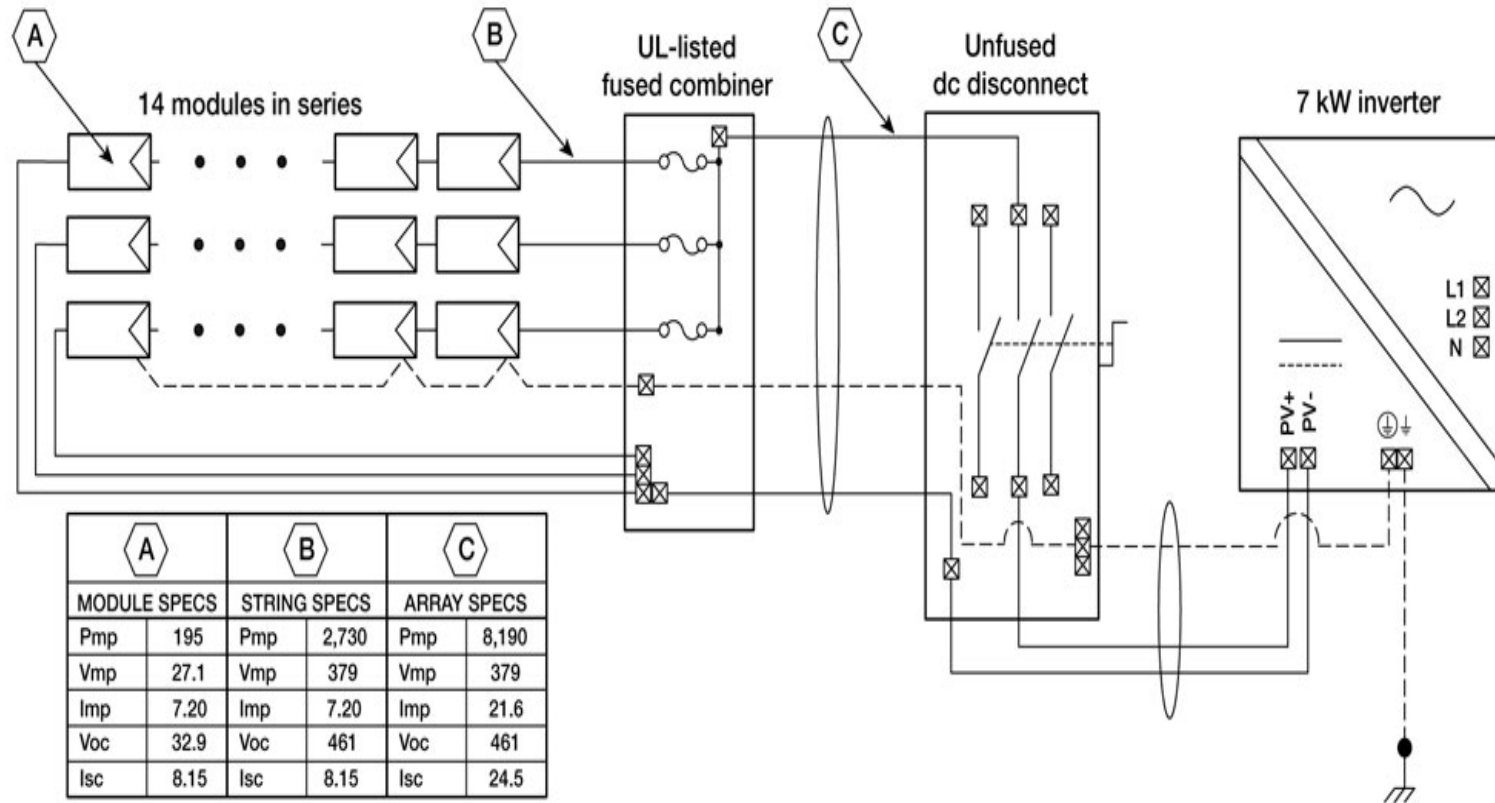 A
B
C
UL-listed
fused combiner
Unfused
dc disconnect
7 kW inverter
14 modules in series
L1
L2
N
PV+
PV-
A
B
C
MODULE SPECS
STRING SPECS
ARRAY SPECS
Pmp 195 Pmp 2,730 Pmp 8,190
Vmp 27.1 Vmp 379 Vmp 379
Imp 7.20 Imp 7.20 Imp 21.6
Voc 32.9 Voc 461 Voc 461
Isc 8.15 Isc 8.15 Isc 24.5